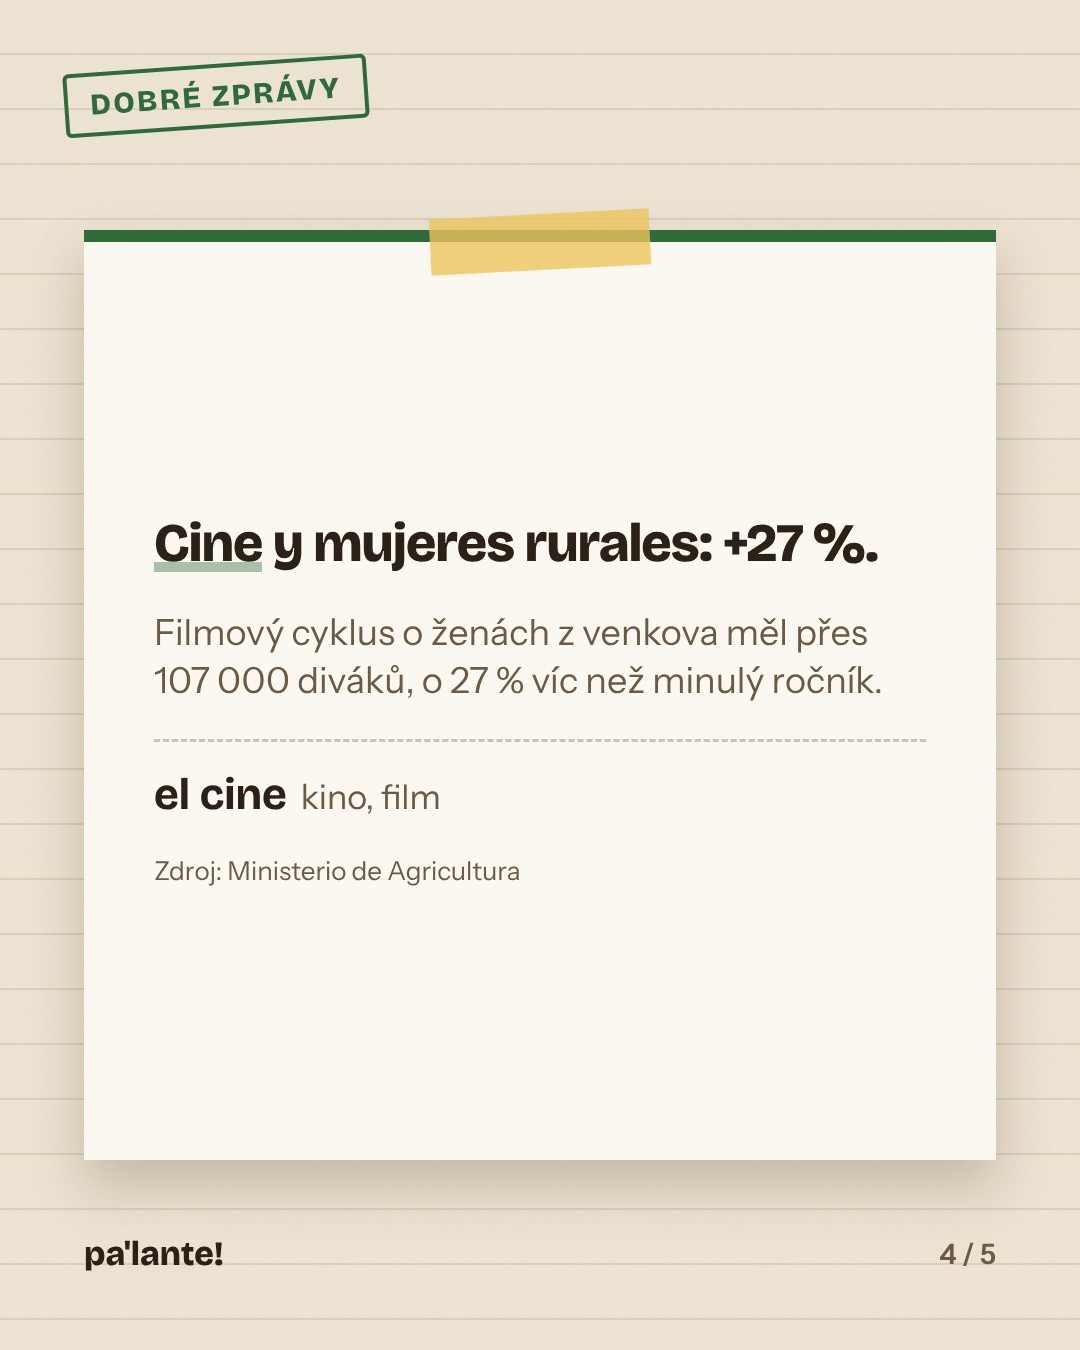 DOBRÉ ZPRÁVY
Cine y mujeres rurales: +27 %.
Filmový cyklus o ženách z venkova měl přes
107 000 diváků, o 27 % víc než minulý ročník.
el cine kino, film
Zdroj: Ministerio de Agricultura
pa'lante!
4 / 5